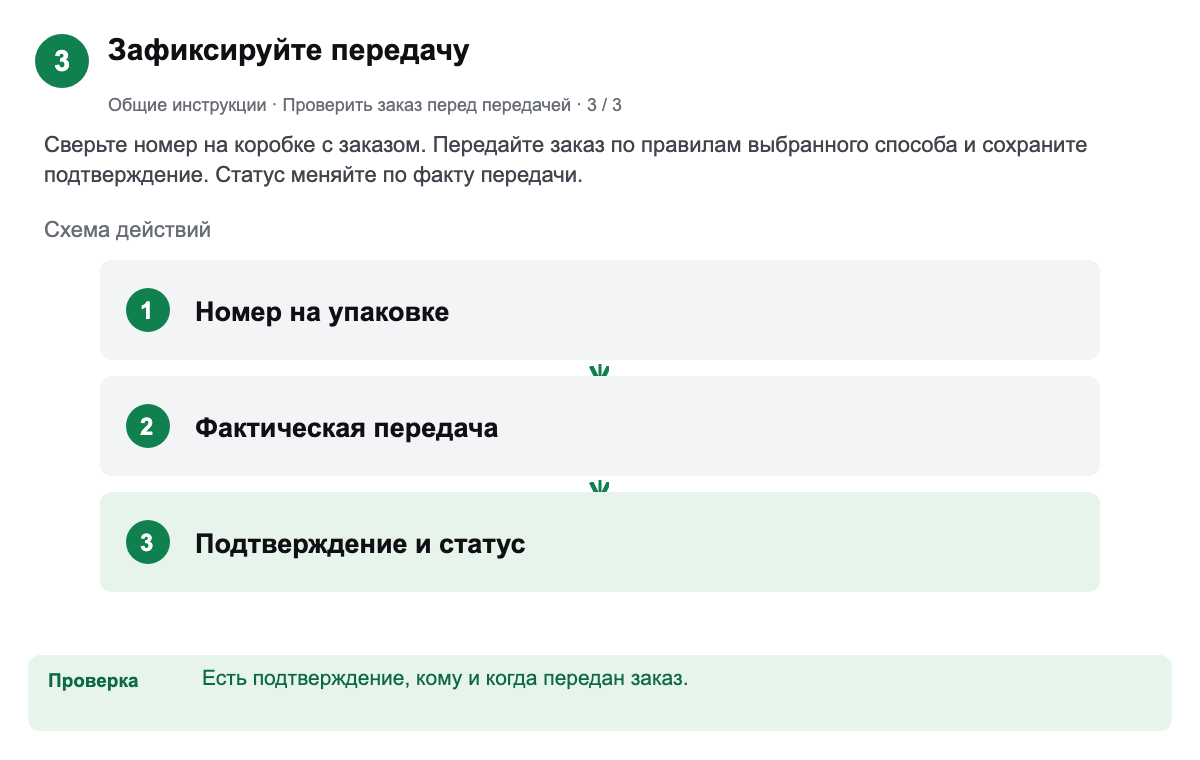 3
Зафиксируйте передачу
Общие инструкции · Проверить заказ перед передачей · 3 / 3
Сверьте номер на коробке с заказом. Передайте заказ по правилам выбранного способа и сохраните
подтверждение. Статус меняйте по факту передачи.
Схема действий
1 Номер на упаковке
2 Фактическая передача
3 Подтверждение и статус
Проверка Есть подтверждение, кому и когда передан заказ.